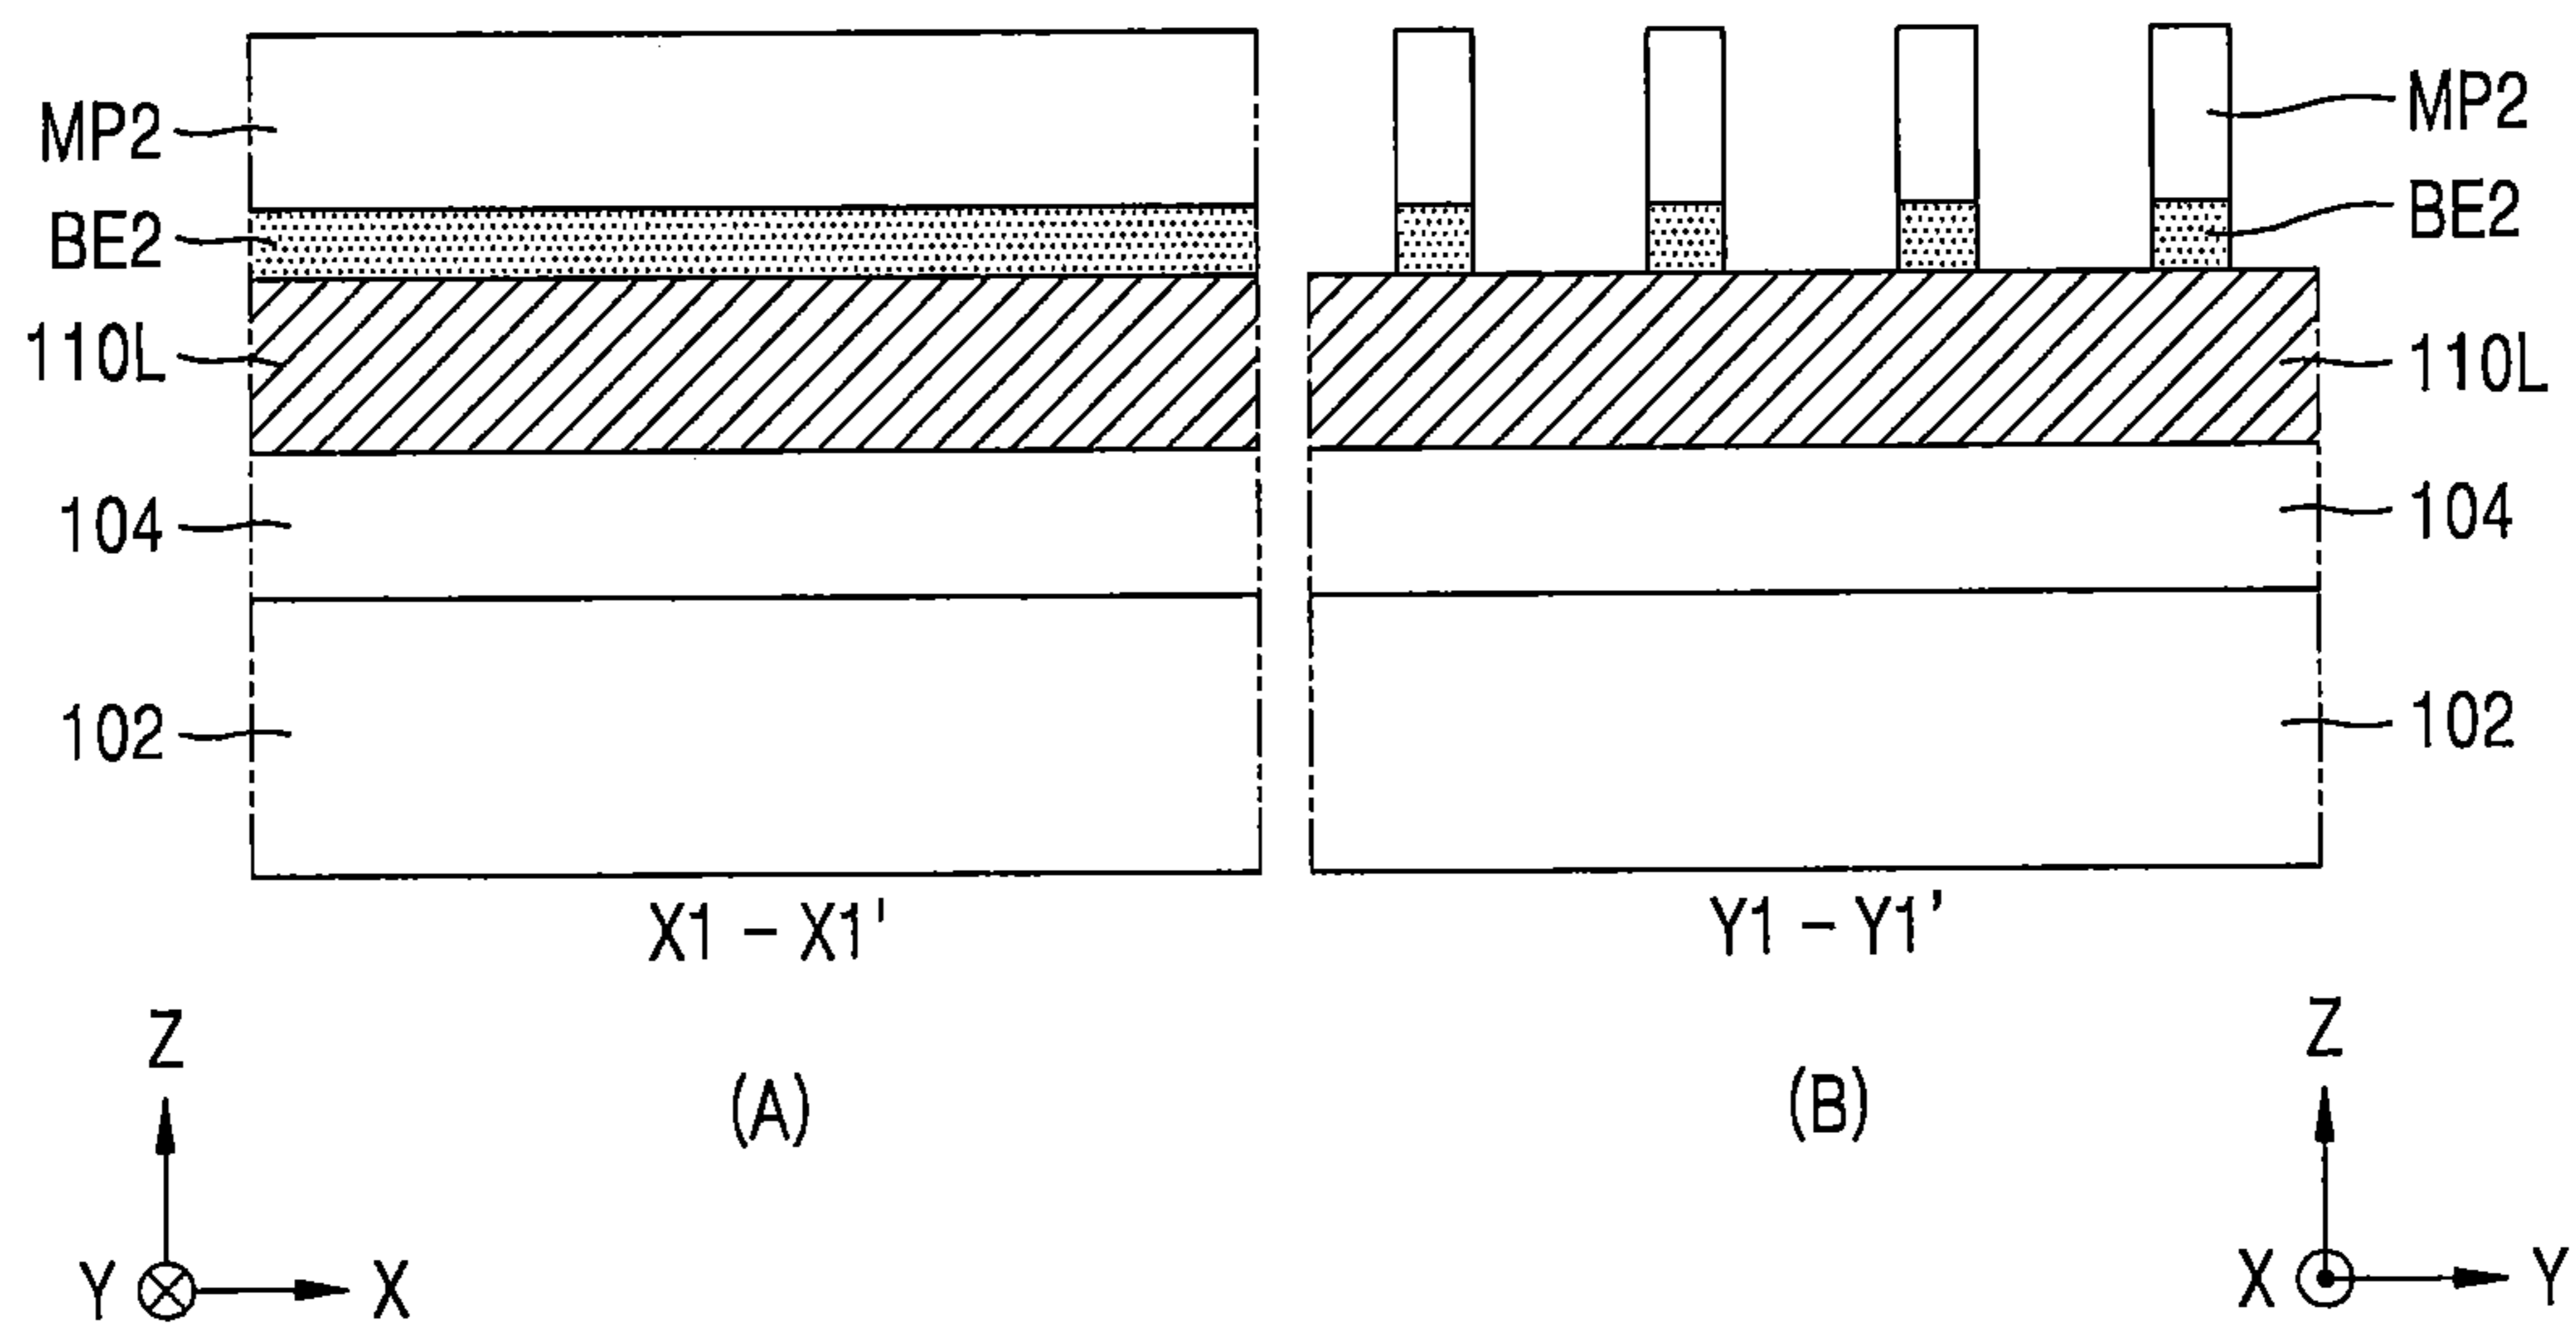 MP2
BE2
110L
104
102
MP2
BE2
110L
104
102
X1 – X1'
Y1 – Y1’
(A)
(B)
Z
Y
X
Z
X
Y